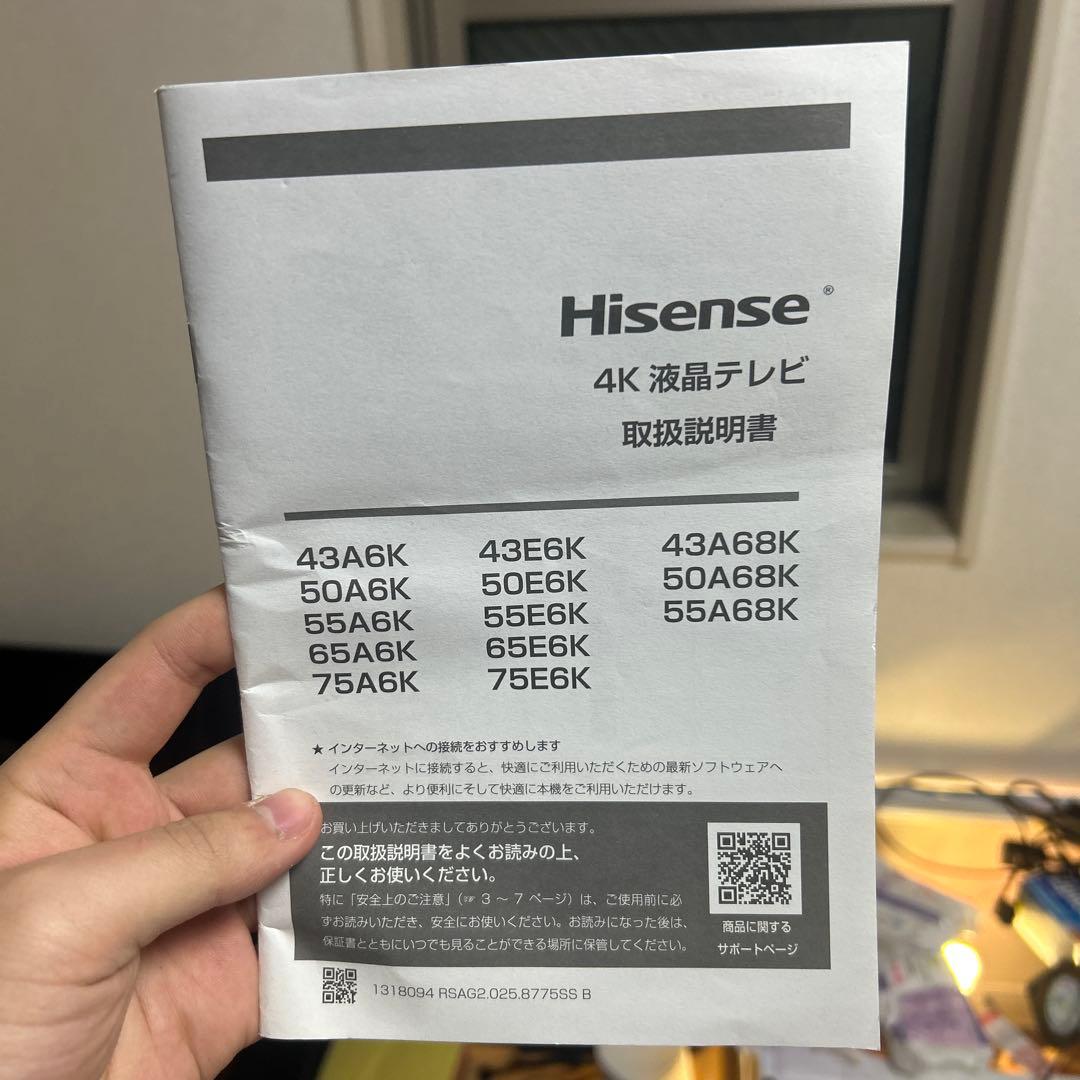 Hisense®
4K 液晶テレビ
取扱説明書
43A6K 43E6K 43A68K
50A6K 50E6K 50A68K
55A6K 55E6K 55A68K
65A6K 65E6K
75A6K 75E6K
★ インターネットへの接続をおすすめします
インターネットに接続すると、快適にご利用いただくための最新ソフトウェアへ
の更新など、より便利にそして快適に本機をご利用いただけます。
お買い上げいただきましてありがとうございます。
この取扱説明書をよくお読みの上、
正しくお使いください。
特に「安全上のご注意」(☞ 3 ～ 7 ページ) は、ご使用前に必
ずお読みいただき、安全にお使いください。お読みになった後は、
保証書とともにいつでも見ることができる場所に保管してください。
商品に関する
サポートページ
1318094 RSAG2.025.8775SS B